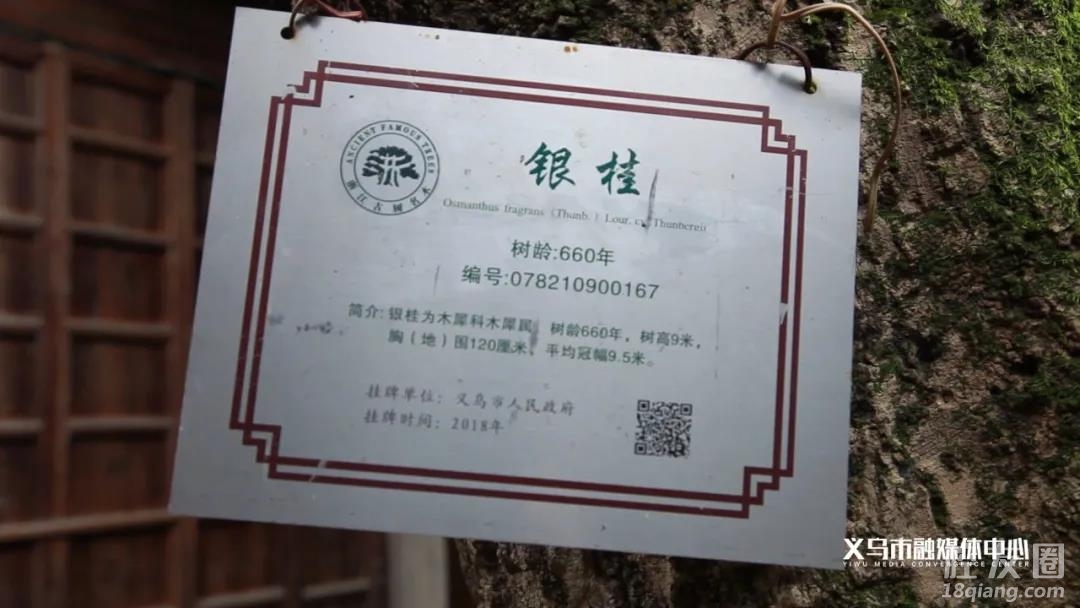 ANCIENT FAMOUS TREES
浙江古树名木
银桂
Osmanthus fragrans (Thunb.) Lour. cv. Thunbergii
树龄:660年
编号:078210900167
简介:银桂为木犀科木犀属 树龄660年，树高9米，
胸（地）围120厘米，平均冠幅9.5米。
挂牌单位：义乌市人民政府
挂牌时间：2018年
义乌市融媒体中心
YIWU MEDIA CONVERGENCE CENTER
18qiang.com